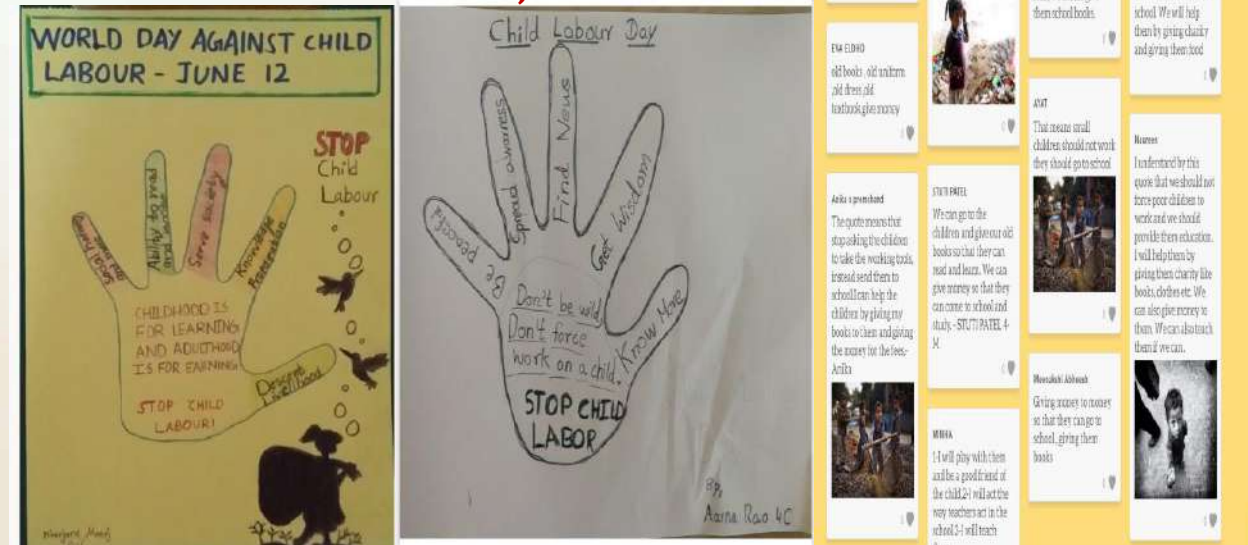 WORLD DAY AGAINST CHILD
LABOUR - JUNE 12
STOP
Child
Labour
Ability to read
Serve society
Knowledge
CHILDHOOD IS
FOR LEARNING
AND ADULTHOOD
IS FOR EARNING
STOP CHILD
LABOUR!
Child Labour Day
Be peaceful
Find News
Get Wisdom
Know More
Don't be wild
Don't force
work on a child.
STOP CHILD
LABOR
By,
Aarna Rao 4C
ENA ELDHO
old books, old uniform
,old dress,old
textbook,give money
Anika s premchand
The quote means that
stop asking the children
to take the working tools,
instead send them to
school.I can help the
children by giving my
books to them and giving
the money for the fees,-
Anika
STUTI PATEL
We can go to the
children and give our old
books so that they can
read and learn. We can
give money so that they
can come to school and
study. - STUTI PATEL 4-
1-I will play with them
and be a good friend of
the child.2-I will act the
way teachers act in the
school 3-I will teach
them school books.
AYAT
That means small
children should not work
they should go to school
Meenakshi Abheesh
Giving money to money
so that they can go to
school ,giving them
books
school. We will help
them by giving charity
and giving them food
Noureen
I understand by this
quote that we should not
force poor children to
work and we should
provide them education.
I will help them by
giving them charity like
books,clothes etc. We
can also give money to
them. We can also teach
them if we can.